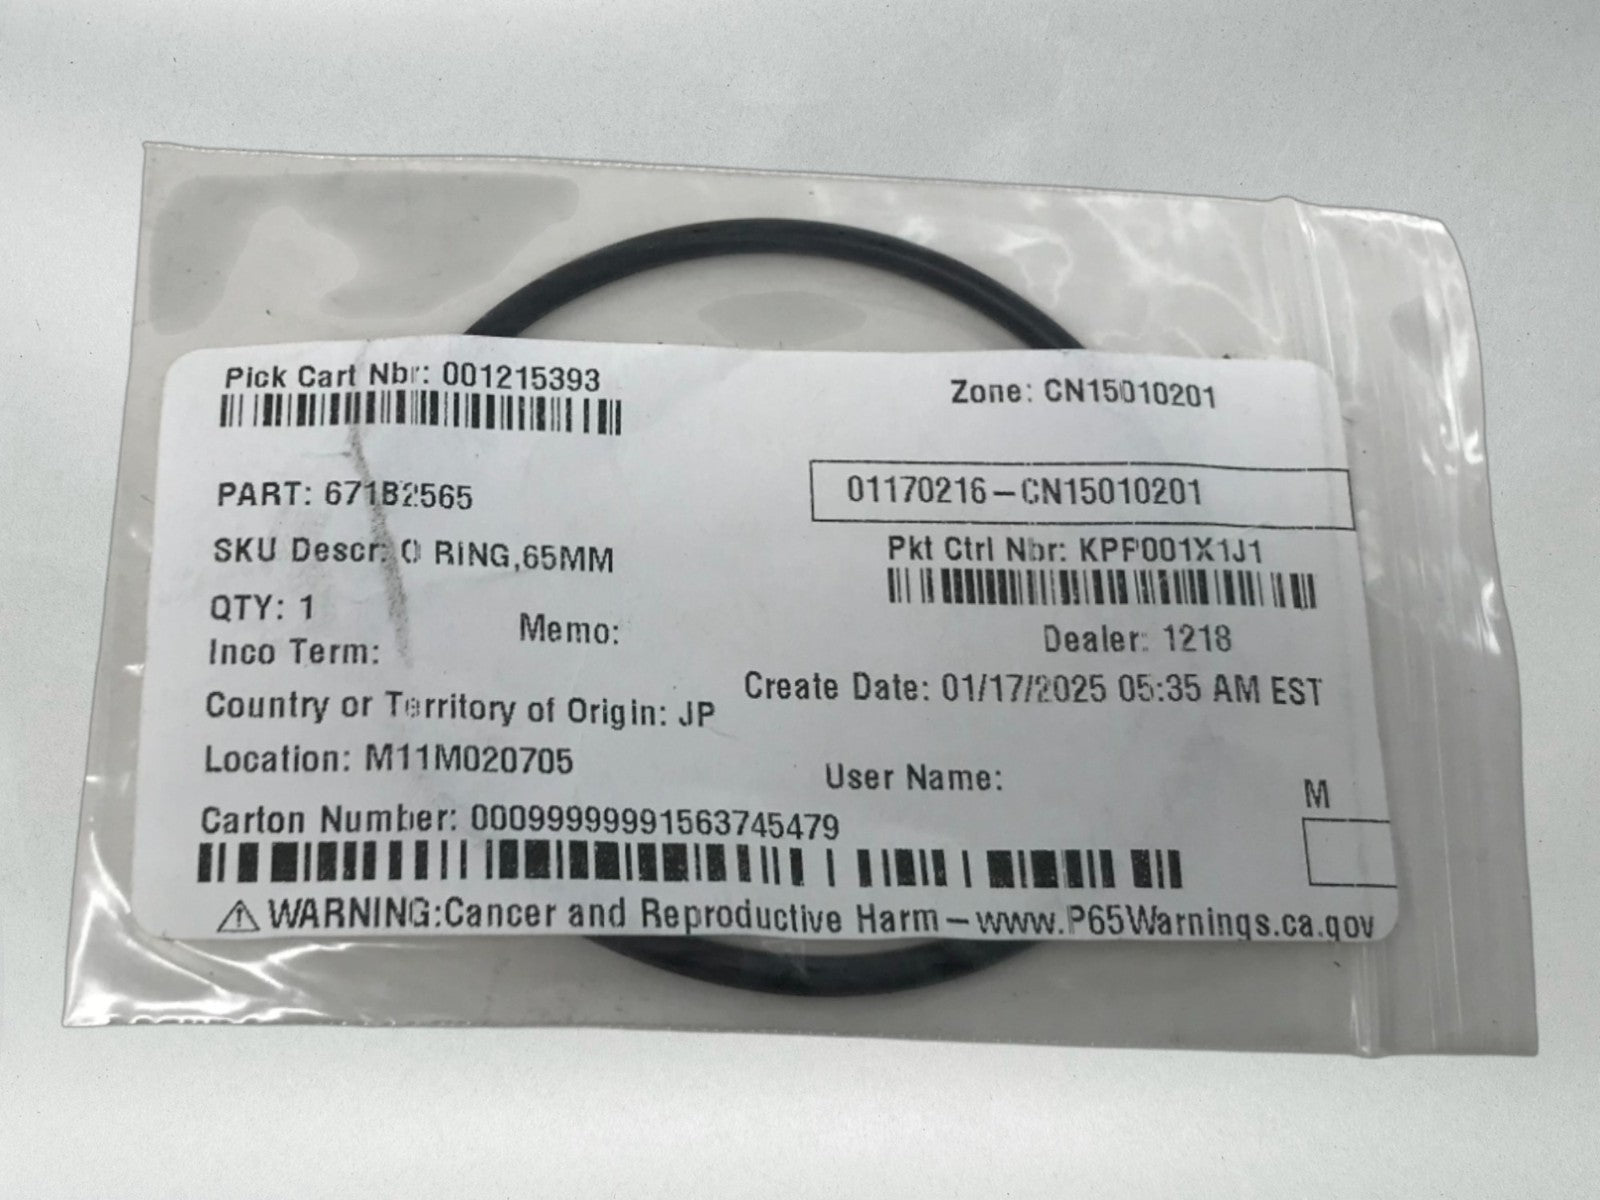 Pick Cart Nbr: 001215393
Zone: CN15010201
PART: 671B2565
01170216-CN15010201
SKU Descr: O RING,65MM
Pkt Ctrl Nbr: KPF001X1J1
QTY: 1
Memo:
Dealer: 1218
Inco Term:
Create Date: 01/17/2025 05:35 AM EST
Country or Territory of Origin: JP
Location: M11M020705
User Name:
M
Carton Number: 00099999991563745479
⚠WARNING:Cancer and Reproductive Harm-www.P65Warnings.ca.gov